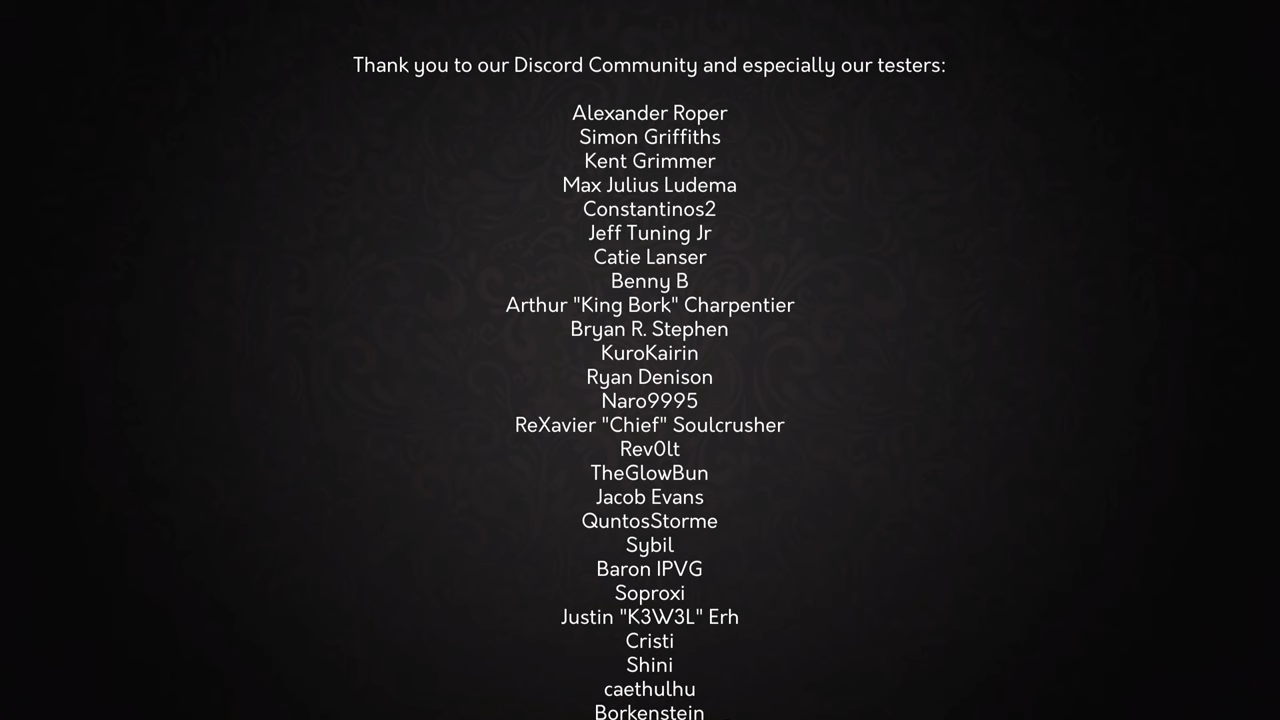 Thank you to our Discord Community and especially our testers:
Alexander Roper
Simon Griffiths
Kent Grimmer
Max Julius Ludema
Constantinos2
Jeff Tuning Jr
Catie Lanser
Benny B
Arthur "King Bork" Charpentier
Bryan R. Stephen
KuroKairin
Ryan Denison
Naro9995
ReXavier "Chief" Soulcrusher
Rev0lt
TheGlowBun
Jacob Evans
QuntosStorme
Sybil
Baron IPVG
Soproxi
Justin "K3W3L" Erh
Cristi
Shini
caethulhu
Borkenstein